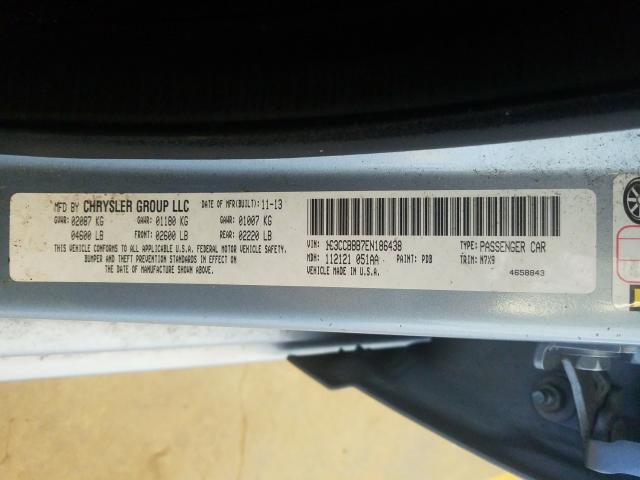 MFD BY CHRYSLER GROUP LLC DATE OF MFR(BUILT): 11-13
GVWR: 02087 KG GAWR: 01180 KG GAWR: 01007 KG
04600 LB FRONT: 02600 LB REAR: 02220 LB
THIS VEHICLE CONFORMS TO ALL APPLICABLE U.S.A. FEDERAL MOTOR VEHICLE SAFETY,
BUMPER AND THEFT PREVENTION STANDARDS IN EFFECT ON
THE DATE OF MANUFACTURE SHOWN ABOVE.
VIN: 1C3CCBBB7EN186438 TYPE: PASSENGER CAR
MDH: 112121 051AA PAINT: PDB TRIM: M7X9
MADE IN U.S.A. 4658843